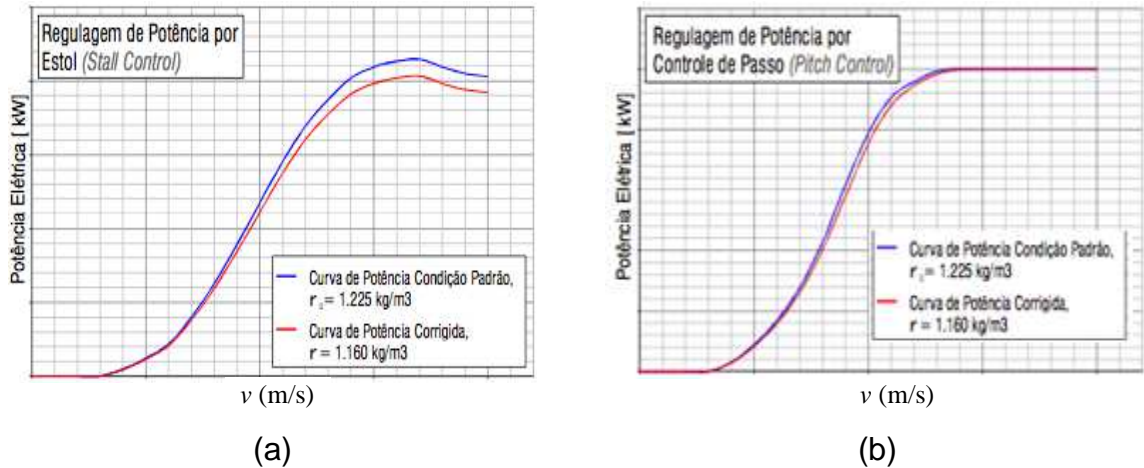 Regulagem de Potência por
Estol (Stall Control)
Potência Elétrica [ kW]
Curva de Potência Condição Padrão,
r₀ = 1.225 kg/m3
Curva de Potência Corrigida,
r = 1.160 kg/m3
v (m/s)
(a)
Regulagem de Potência por
Controle de Passo (Pitch Control)
Potência Elétrica [ kW]
Curva de Potência Condição Padrão,
r₀ = 1.225 kg/m3
Curva de Potência Corrigida,
r = 1.160 kg/m3
v (m/s)
(b)